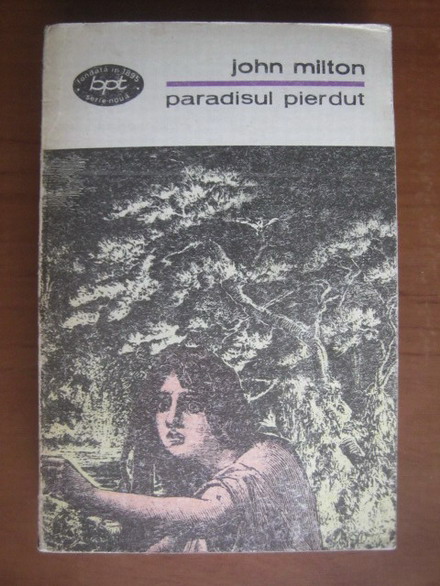 fondată în 1895
bpt
serie nouă
john milton
paradisul pierdut